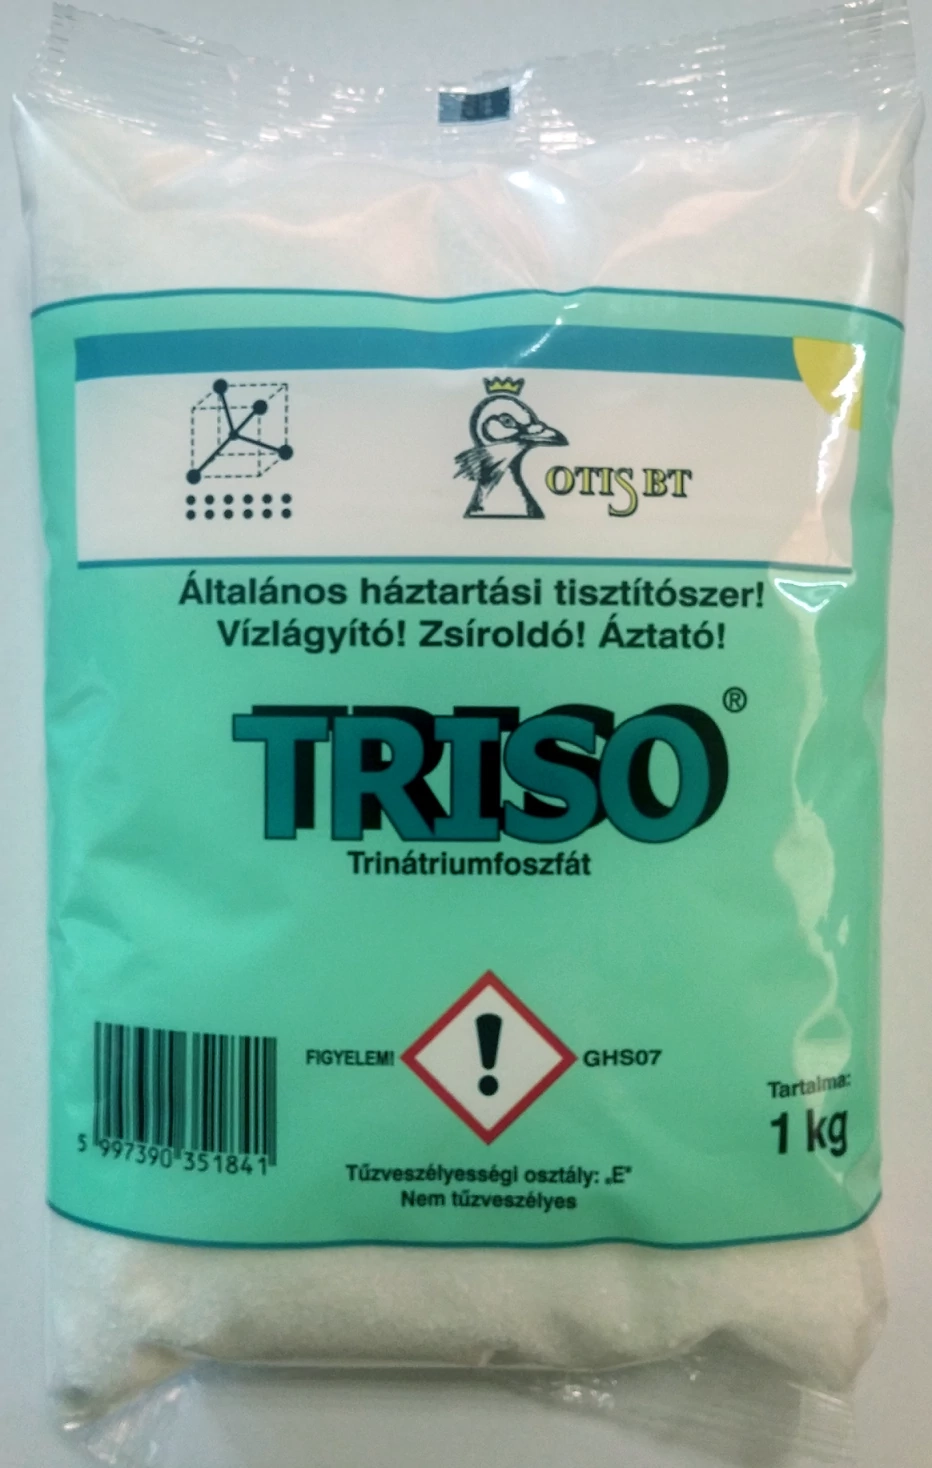 OTIS BT
Általános háztartási tisztítószer!
Vízlágyító! Zsíroldó! Áztató!
TRISO®
Trinátriumfoszfát
FIGYELEM!
GHS07
Tartalma:
1 kg
5 997390 351841
Tűzveszélyességi osztály: „E"
Nem tűzveszélyes